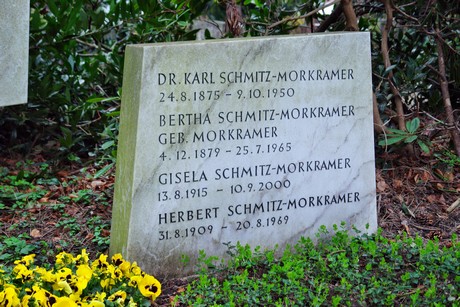 DR. KARL SCHMITZ-MORKRAMER
24.8.1875 – 9.10.1950
BERTHA SCHMITZ-MORKRAMER
GEB. MORKRAMER
4.12.1879 – 25.7.1965
GISELA SCHMITZ-MORKRAMER
13.8.1915 – 10.9.2000
HERBERT SCHMITZ-MORKRAMER
31.8.1909 – 20.8.1969